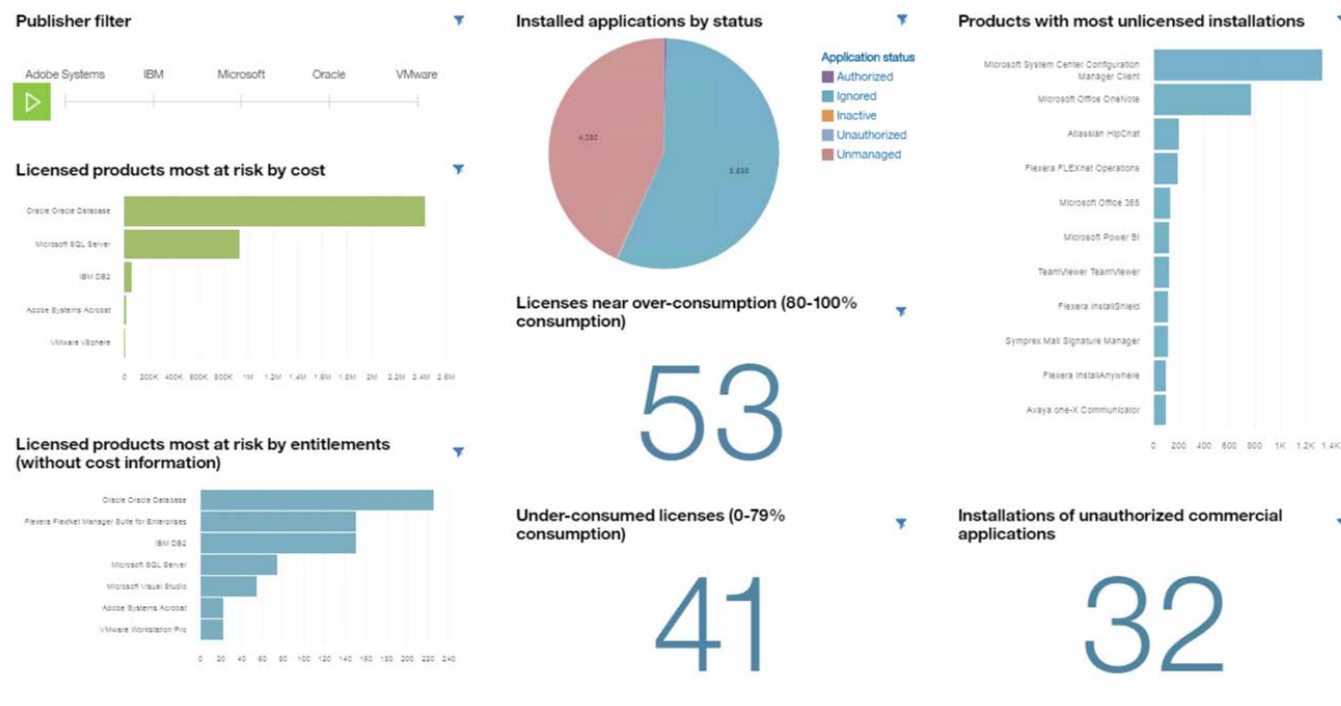 Publisher filter
Adobe Systems
IBM
Microsoft
Oracle
VMware
Licensed products most at risk by cost
Oracle Oracle Database
Microsoft SQL Server
IBM DB2
Adobe Systems Acrobat
VMware vSphere
0 200K 400K 600K 800K 1M 1.2M 1.4M 1.6M 1.8M 2M 2.2M 2.4M 2.6M
Licensed products most at risk by entitlements
(without cost information)
Oracle Oracle Database
Flexera FlexNet Manager Suite for Enterprises
IBM DB2
Microsoft SQL Server
Microsoft Visual Studio
Adobe Systems Acrobat
VMware Workstation Pro
0 20 40 60 80 100 120 140 160 180 200 220 240
Installed applications by status
Application status
Authorized
Ignored
Inactive
Unauthorized
Unmanaged
Licenses near over-consumption (80-100%
consumption)
53
Under-consumed licenses (0-79%
consumption)
41
Products with most unlicensed installations
Microsoft System Center Configuration
Manager Client
Microsoft Office OneNote
Atlassian HipChat
Flexera FLEXnet Operations
Microsoft Office 365
Microsoft Power BI
TeamViewer TeamViewer
Flexera InstallShield
Symprex Mail Signature Manager
Flexera InstallAnywhere
Avaya one-X Communicator
0 200 400 600 800 1K 1.2K 1.4K
Installations of unauthorized commercial
applications
32